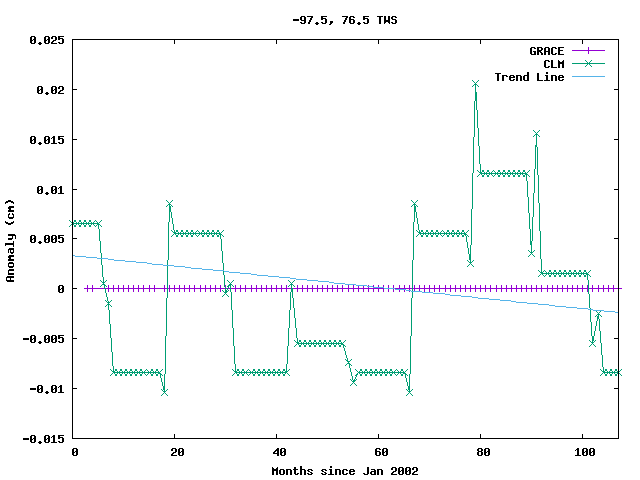 -97.5, 76.5 TWS
GRACE
CLM
Trend Line
0.025
0.02
0.015
0.01
0.005
0
-0.005
-0.01
-0.015
Anomaly (cm)
0 20 40 60 80 100
Months since Jan 2002